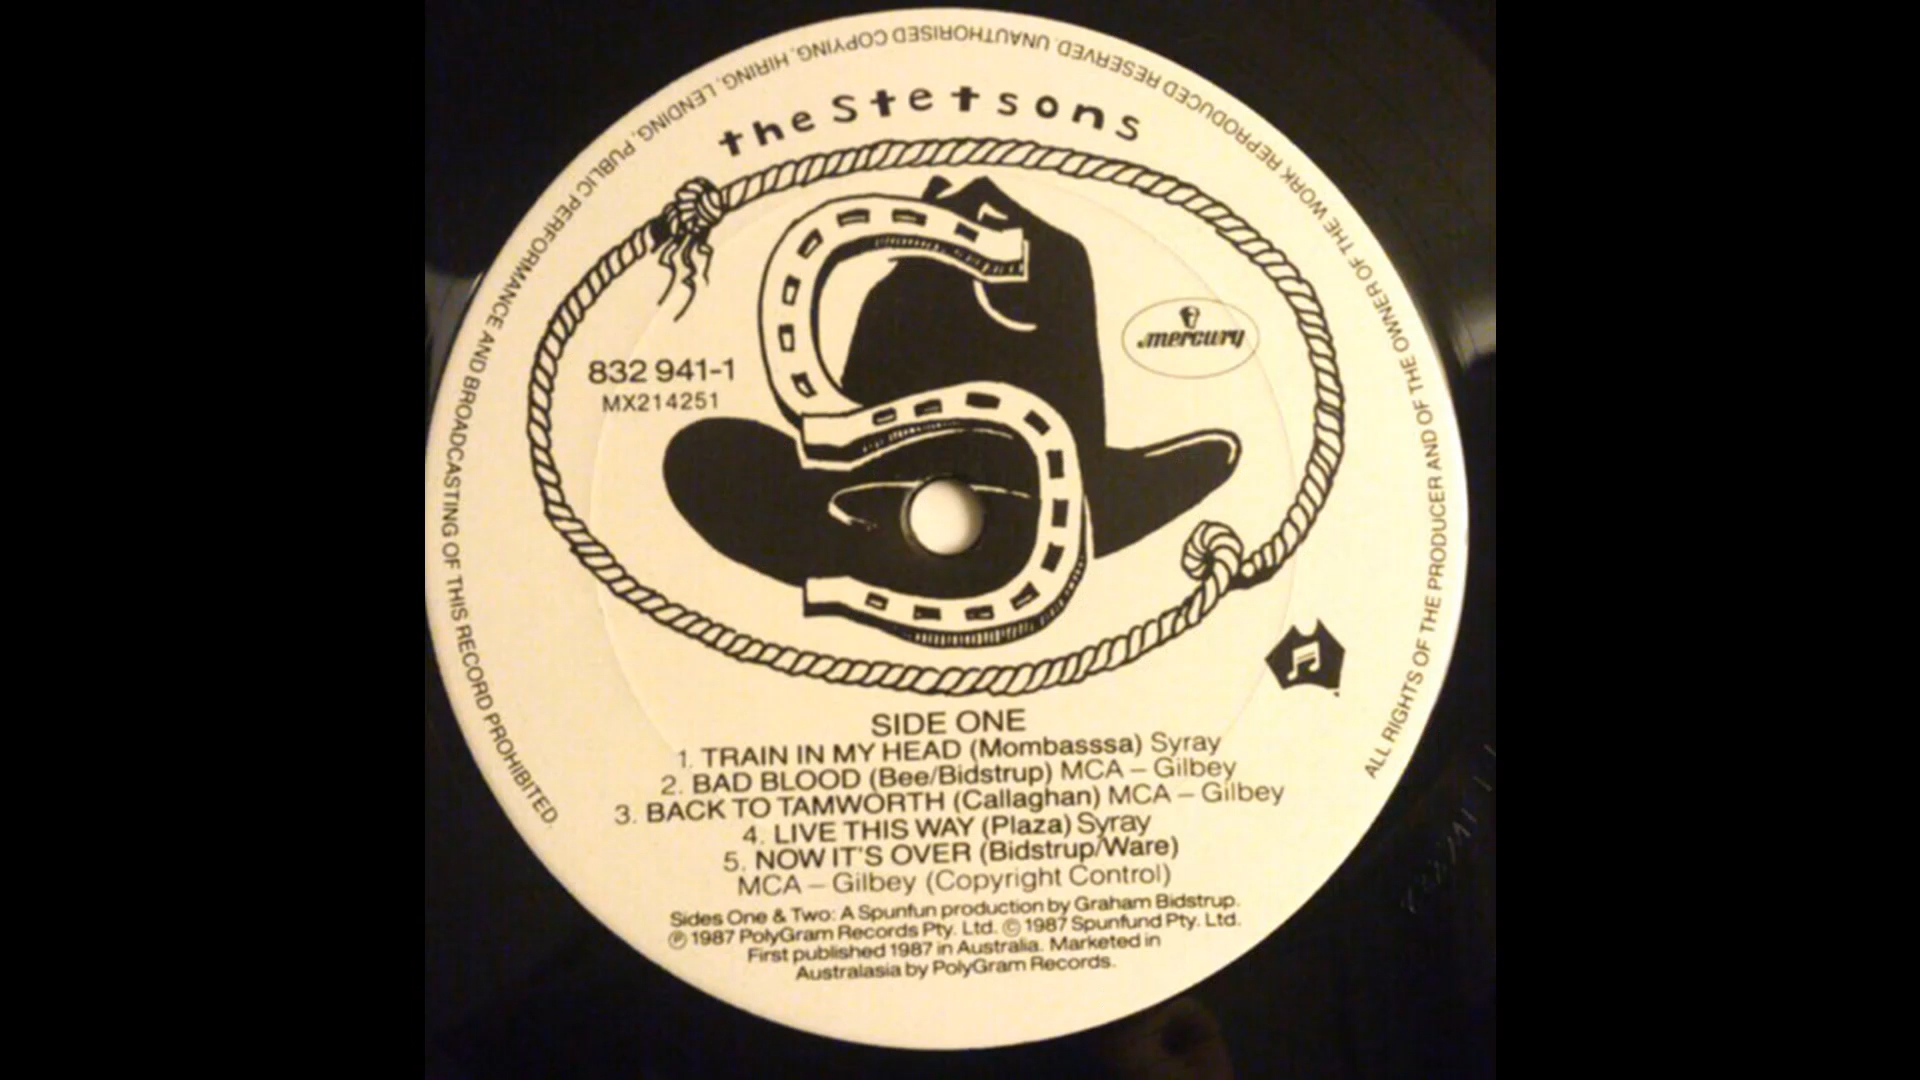 the Stetsons
832 941-1
MX214251
mercury
SIDE ONE
1. TRAIN IN MY HEAD (Mombasssa) Syray
2. BAD BLOOD (Bee/Bidstrup) MCA – Gilbey
3. BACK TO TAMWORTH (Callaghan) MCA – Gilbey
4. LIVE THIS WAY (Plaza) Syray
5. NOW IT'S OVER (Bidstrup/Ware)
MCA – Gilbey (Copyright Control)
Sides One & Two: A Spunfun production by Graham Bidstrup.
℗ 1987 PolyGram Records Pty. Ltd. © 1987 Spunfund Pty. Ltd.
First published 1987 in Australia. Marketed in
Australasia by PolyGram Records.
ALL RIGHTS OF THE PRODUCER AND OF THE OWNER OF THE WORK REPRODUCED RESERVED. UNAUTHORISED COPYING, HIRING, LENDING, PUBLIC PERFORMANCE AND BROADCASTING OF THIS RECORD PROHIBITED.